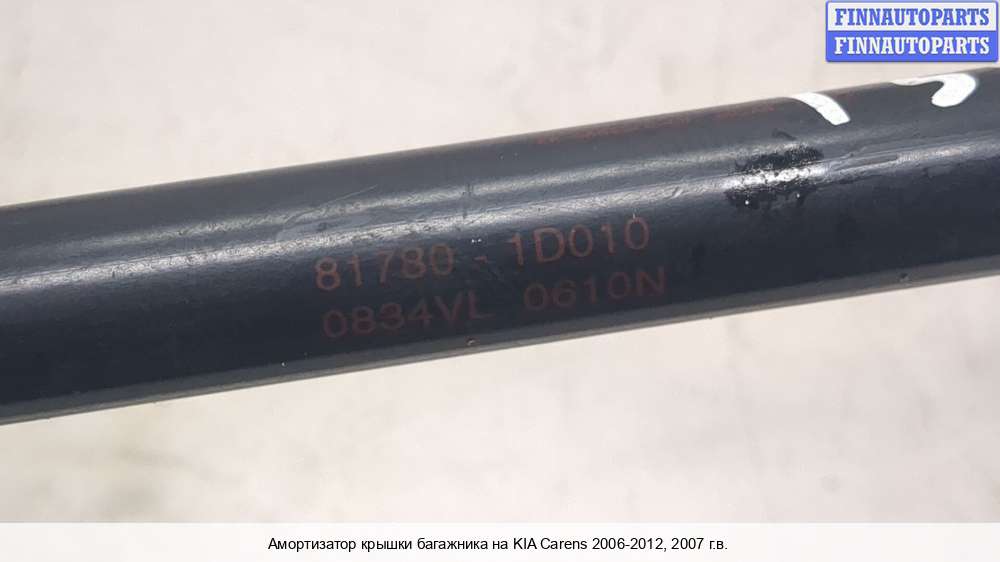 FINNAUTOPARTS
FINNAUTOPARTS
81780 - 1D010
0834VL 0610N
Амортизатор крышки багажника на KIA Carens 2006-2012, 2007 г.в.